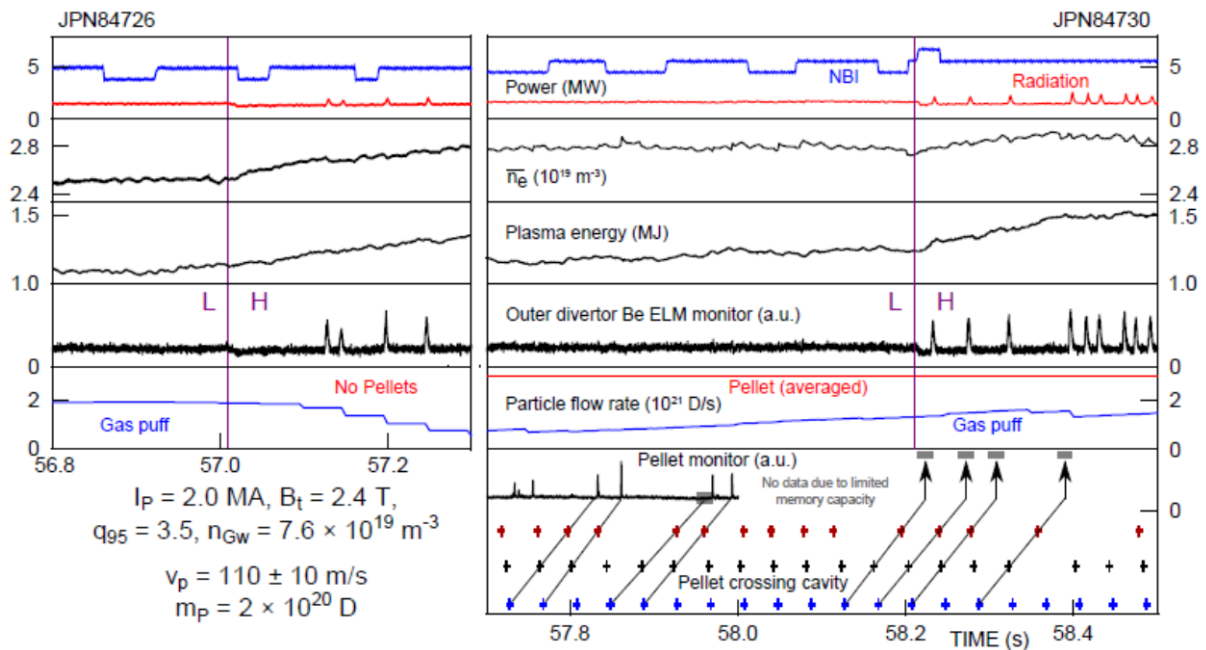 JPN84726
JPN84730
5
0
NBI
5
0
Power (MW)
Radiation
2.8
2.4
n̅e̅ (10¹⁹ m⁻³)
2.8
2.4
1.5
1.0
Plasma energy (MJ)
1.5
1.0
L H
L H
0
Outer divertor Be ELM monitor (a.u.)
0
No Pellets
Pellet (averaged)
2
Particle flow rate (10²¹ D/s)
2
Gas puff
Gas puff
0
0
56.8 57.0 57.2
Pellet monitor (a.u.)
No data due to limited
memory capacity
0
Iₚ = 2.0 MA, Bₜ = 2.4 T,
q₉₅ = 3.5, n_Gw = 7.6 × 10¹⁹ m⁻³
vₚ = 110 ± 10 m/s
m_P = 2 × 10²⁰ D
Pellet crossing cavity
57.8 58.0 58.2 TIME (s) 58.4